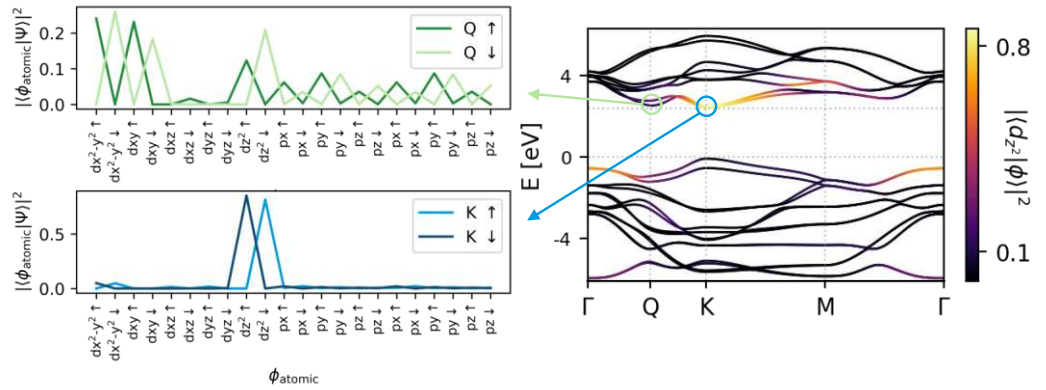 |⟨ϕatomic|Ψ⟩|²
0.2
0.1
0.0
Q ↑
Q ↓
dx²-y² ↑
dx²-y² ↓
dxy ↑
dxy ↓
dxz ↑
dxz ↓
dyz ↑
dyz ↓
dz² ↑
dz² ↓
px ↑
px ↓
py ↑
py ↓
pz ↑
pz ↓
px ↑
px ↓
py ↑
py ↓
pz ↑
pz ↓
|⟨ϕatomic|Ψ⟩|²
0.5
0.0
K ↑
K ↓
dx²-y² ↑
dx²-y² ↓
dxy ↑
dxy ↓
dxz ↑
dxz ↓
dyz ↑
dyz ↓
dz² ↑
dz² ↓
px ↑
px ↓
py ↑
py ↓
pz ↑
pz ↓
px ↑
px ↓
py ↑
py ↓
pz ↑
pz ↓
ϕatomic
E [eV]
4
0
-4
Γ Q K M Γ
0.8
0.1
|⟨dz²|ϕ⟩|²